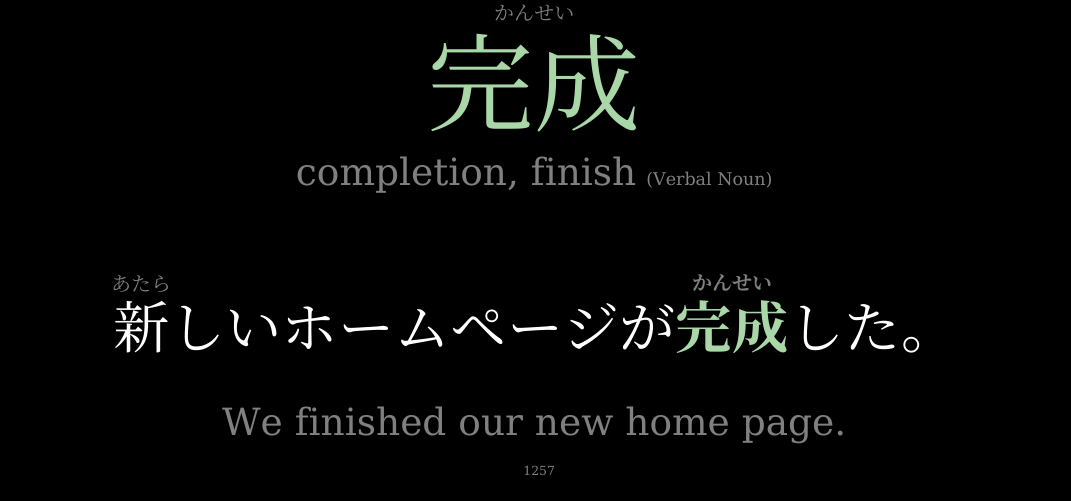 かんせい
完成
completion, finish (Verbal Noun)
あたら かんせい
新しいホームページが完成した。
We finished our new home page.
1257